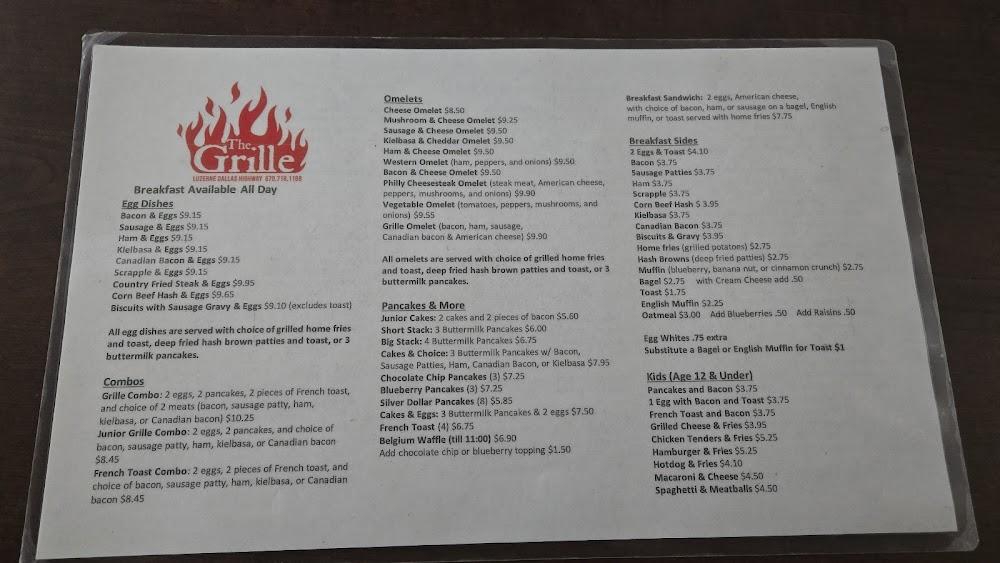 The
Grille
LUZERNE DALLAS HIGHWAY 570.718.1198
Breakfast Available All Day
Egg Dishes
Bacon & Eggs $9.15
Sausage & Eggs $9.15
Ham & Eggs $9.15
Kielbasa & Eggs $9.15
Canadian Bacon & Eggs $9.15
Scrapple & Eggs $9.15
Country Fried Steak & Eggs $9.95
Corn Beef Hash & Eggs $9.65
Biscuits with Sausage Gravy & Eggs $9.10 (excludes toast)
All egg dishes are served with choice of grilled home fries
and toast, deep fried hash brown patties and toast, or 3
buttermilk pancakes.
Combos
Grille Combo: 2 eggs, 2 pancakes, 2 pieces of French toast,
and choice of 2 meats (bacon, sausage patty, ham,
kielbasa, or Canadian bacon) $10.25
Junior Grille Combo: 2 eggs, 2 pancakes, and choice of
bacon, sausage patty, ham, kielbasa, or Canadian bacon
$8.45
French Toast Combo: 2 eggs, 2 pieces of French toast, and
choice of bacon, sausage patty, ham, kielbasa, or Canadian
bacon $8.45
Omelets
Cheese Omelet $8.50
Mushroom & Cheese Omelet $9.25
Sausage & Cheese Omelet $9.50
Kielbasa & Cheddar Omelet $9.50
Ham & Cheese Omelet $9.50
Western Omelet (ham, peppers, and onions) $9.50
Bacon & Cheese Omelet $9.50
Philly Cheesesteak Omelet (steak meat, American cheese,
peppers, mushrooms, and onions) $9.90
Vegetable Omelet (tomatoes, peppers, mushrooms, and
onions) $9.55
Grille Omelet (bacon, ham, sausage,
Canadian bacon & American cheese) $9.90
All omelets are served with choice of grilled home fries
and toast, deep fried hash brown patties and toast, or 3
buttermilk pancakes.
Pancakes & More
Junior Cakes: 2 cakes and 2 pieces of bacon $5.60
Short Stack: 3 Buttermilk Pancakes $6.00
Big Stack: 4 Buttermilk Pancakes $6.75
Cakes & Choice: 3 Buttermilk Pancakes w/ Bacon,
Sausage Patties, Ham, Canadian Bacon, or Kielbasa $7.95
Chocolate Chip Pancakes (3) $7.25
Blueberry Pancakes (3) $7.25
Silver Dollar Pancakes (8) $5.85
Cakes & Eggs: 3 Buttermilk Pancakes & 2 eggs $7.50
French Toast (4) $6.75
Belgium Waffle (till 11:00) $6.90
Add chocolate chip or blueberry topping $1.50
Breakfast Sandwich: 2 eggs, American cheese,
with choice of bacon, ham, or sausage on a bagel, English
muffin, or toast served with home fries $7.75
Breakfast Sides
2 Eggs & Toast $4.10
Bacon $3.75
Sausage Patties $3.75
Ham $3.75
Scrapple $3.75
Corn Beef Hash $ 3.95
Kielbasa $3.75
Canadian Bacon $3.75
Biscuits & Gravy $3.95
Home fries (grilled potatoes) $2.75
Hash Browns (deep fried patties) $2.75
Muffin (blueberry, banana nut, or cinnamon crunch) $2.75
Bagel $2.75 with Cream Cheese add .50
Toast $1.75
English Muffin $2.25
Oatmeal $3.00 Add Blueberries .50 Add Raisins .50
Egg Whites .75 extra
Substitute a Bagel or English Muffin for Toast $1
Kids (Age 12 & Under)
Pancakes and Bacon $3.75
1 Egg with Bacon and Toast $3.75
French Toast and Bacon $3.75
Grilled Cheese & Fries $3.95
Chicken Tenders & Fries $5.25
Hamburger & Fries $5.25
Hotdog & Fries $4.10
Macaroni & Cheese $4.50
Spaghetti & Meatballs $4.50